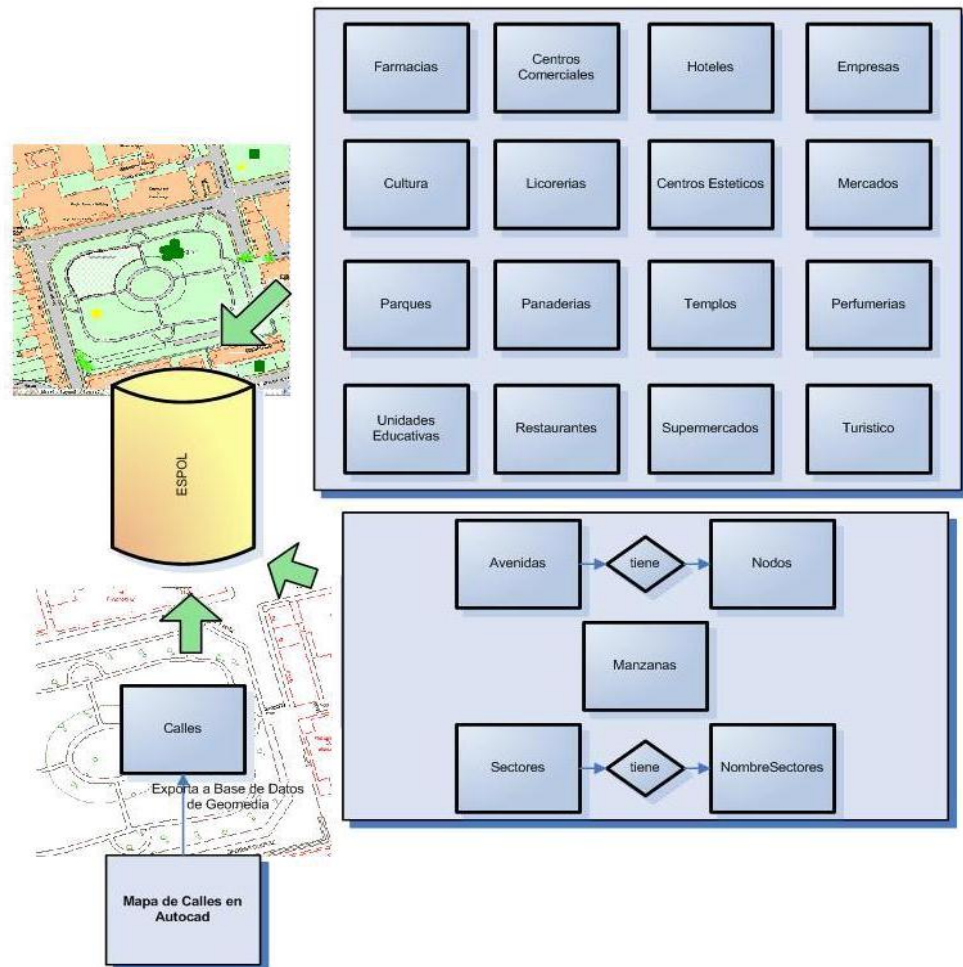 Farmacias
Centros
Comerciales
Hoteles
Empresas
Cultura
Licorerias
Centros Esteticos
Mercados
Parques
Panaderias
Templos
Perfumerias
Unidades
Educativas
Restaurantes
Supermercados
Turistico
ESPOL
Avenidas
tiene
Nodos
Manzanas
Sectores
tiene
NombreSectores
Calles
Exporta a Base de Datos
de Geomedia
Mapa de Calles en
Autocad